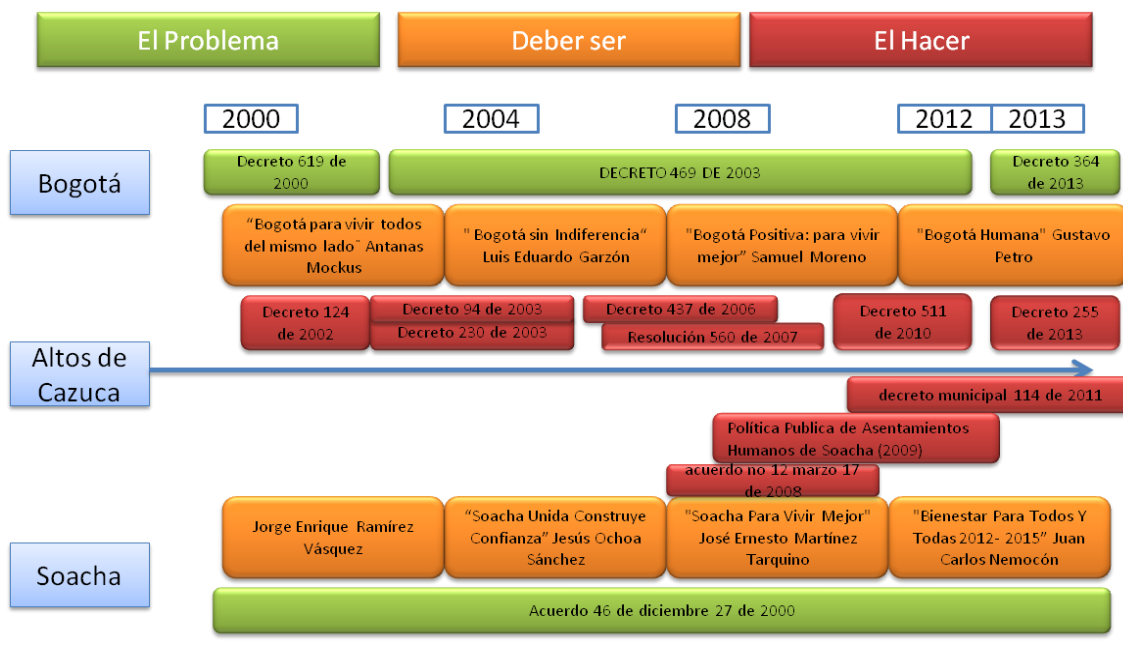 El Problema
Deber ser
El Hacer
2000
2004
2008
2012
2013
Bogotá
Decreto 619 de
2000
DECRETO 469 DE 2003
Decreto 364
de 2013
“Bogotá para vivir todos
del mismo lado¨ Antanas
Mockus
" Bogotá sin Indiferencia“
Luis Eduardo Garzón
"Bogotá Positiva: para vivir
mejor” Samuel Moreno
"Bogotá Humana" Gustavo
Petro
Decreto 124
de 2002
Decreto 94 de 2003
Decreto 230 de 2003
Decreto 437 de 2006
Resolución 560 de 2007
Decreto 511
de 2010
Decreto 255
de 2013
Altos de
Cazuca
decreto municipal 114 de 2011
Política Publica de Asentamientos
Humanos de Soacha (2009)
acuerdo no 12 marzo 17
de 2008
Soacha
Jorge Enrique Ramírez
Vásquez
“Soacha Unida Construye
Confianza” Jesús Ochoa
Sánchez
"Soacha Para Vivir Mejor"
José Ernesto Martínez
Tarquino
"Bienestar Para Todos Y
Todas 2012- 2015” Juan
Carlos Nemocón
Acuerdo 46 de diciembre 27 de 2000